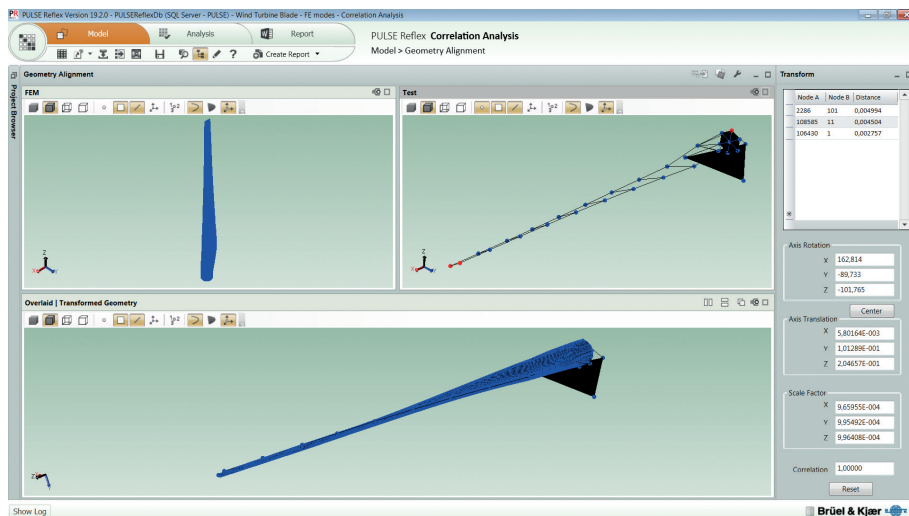 PULSE Reflex Version 19.2.0 - PULSEReflexDb (SQL Server - PULSE) - Wind Turbine Blade - FE modes - Correlation Analysis
Model Analysis Report
PULSE Reflex Correlation Analysis
Model > Geometry Alignment
Create Report
Project Browser
Geometry Alignment
FEM
Z
X
Y
Test
Z
X
Y
Overlaid | Transformed Geometry
Transform
Node A Node B Distance
2286 101 0,004994
108585 11 0,004504
106430 1 0,002757
Axis Rotation
X 162,814
Y -89,733
Z -101,765
Center
Axis Translation
X 5,80164E-003
Y 1,01289E-001
Z 2,04657E-001
Scale Factor
X 9,65955E-004
Y 9,95492E-004
Z 9,96408E-004
Correlation 1,00000
Reset
Show Log
Brüel & Kjær